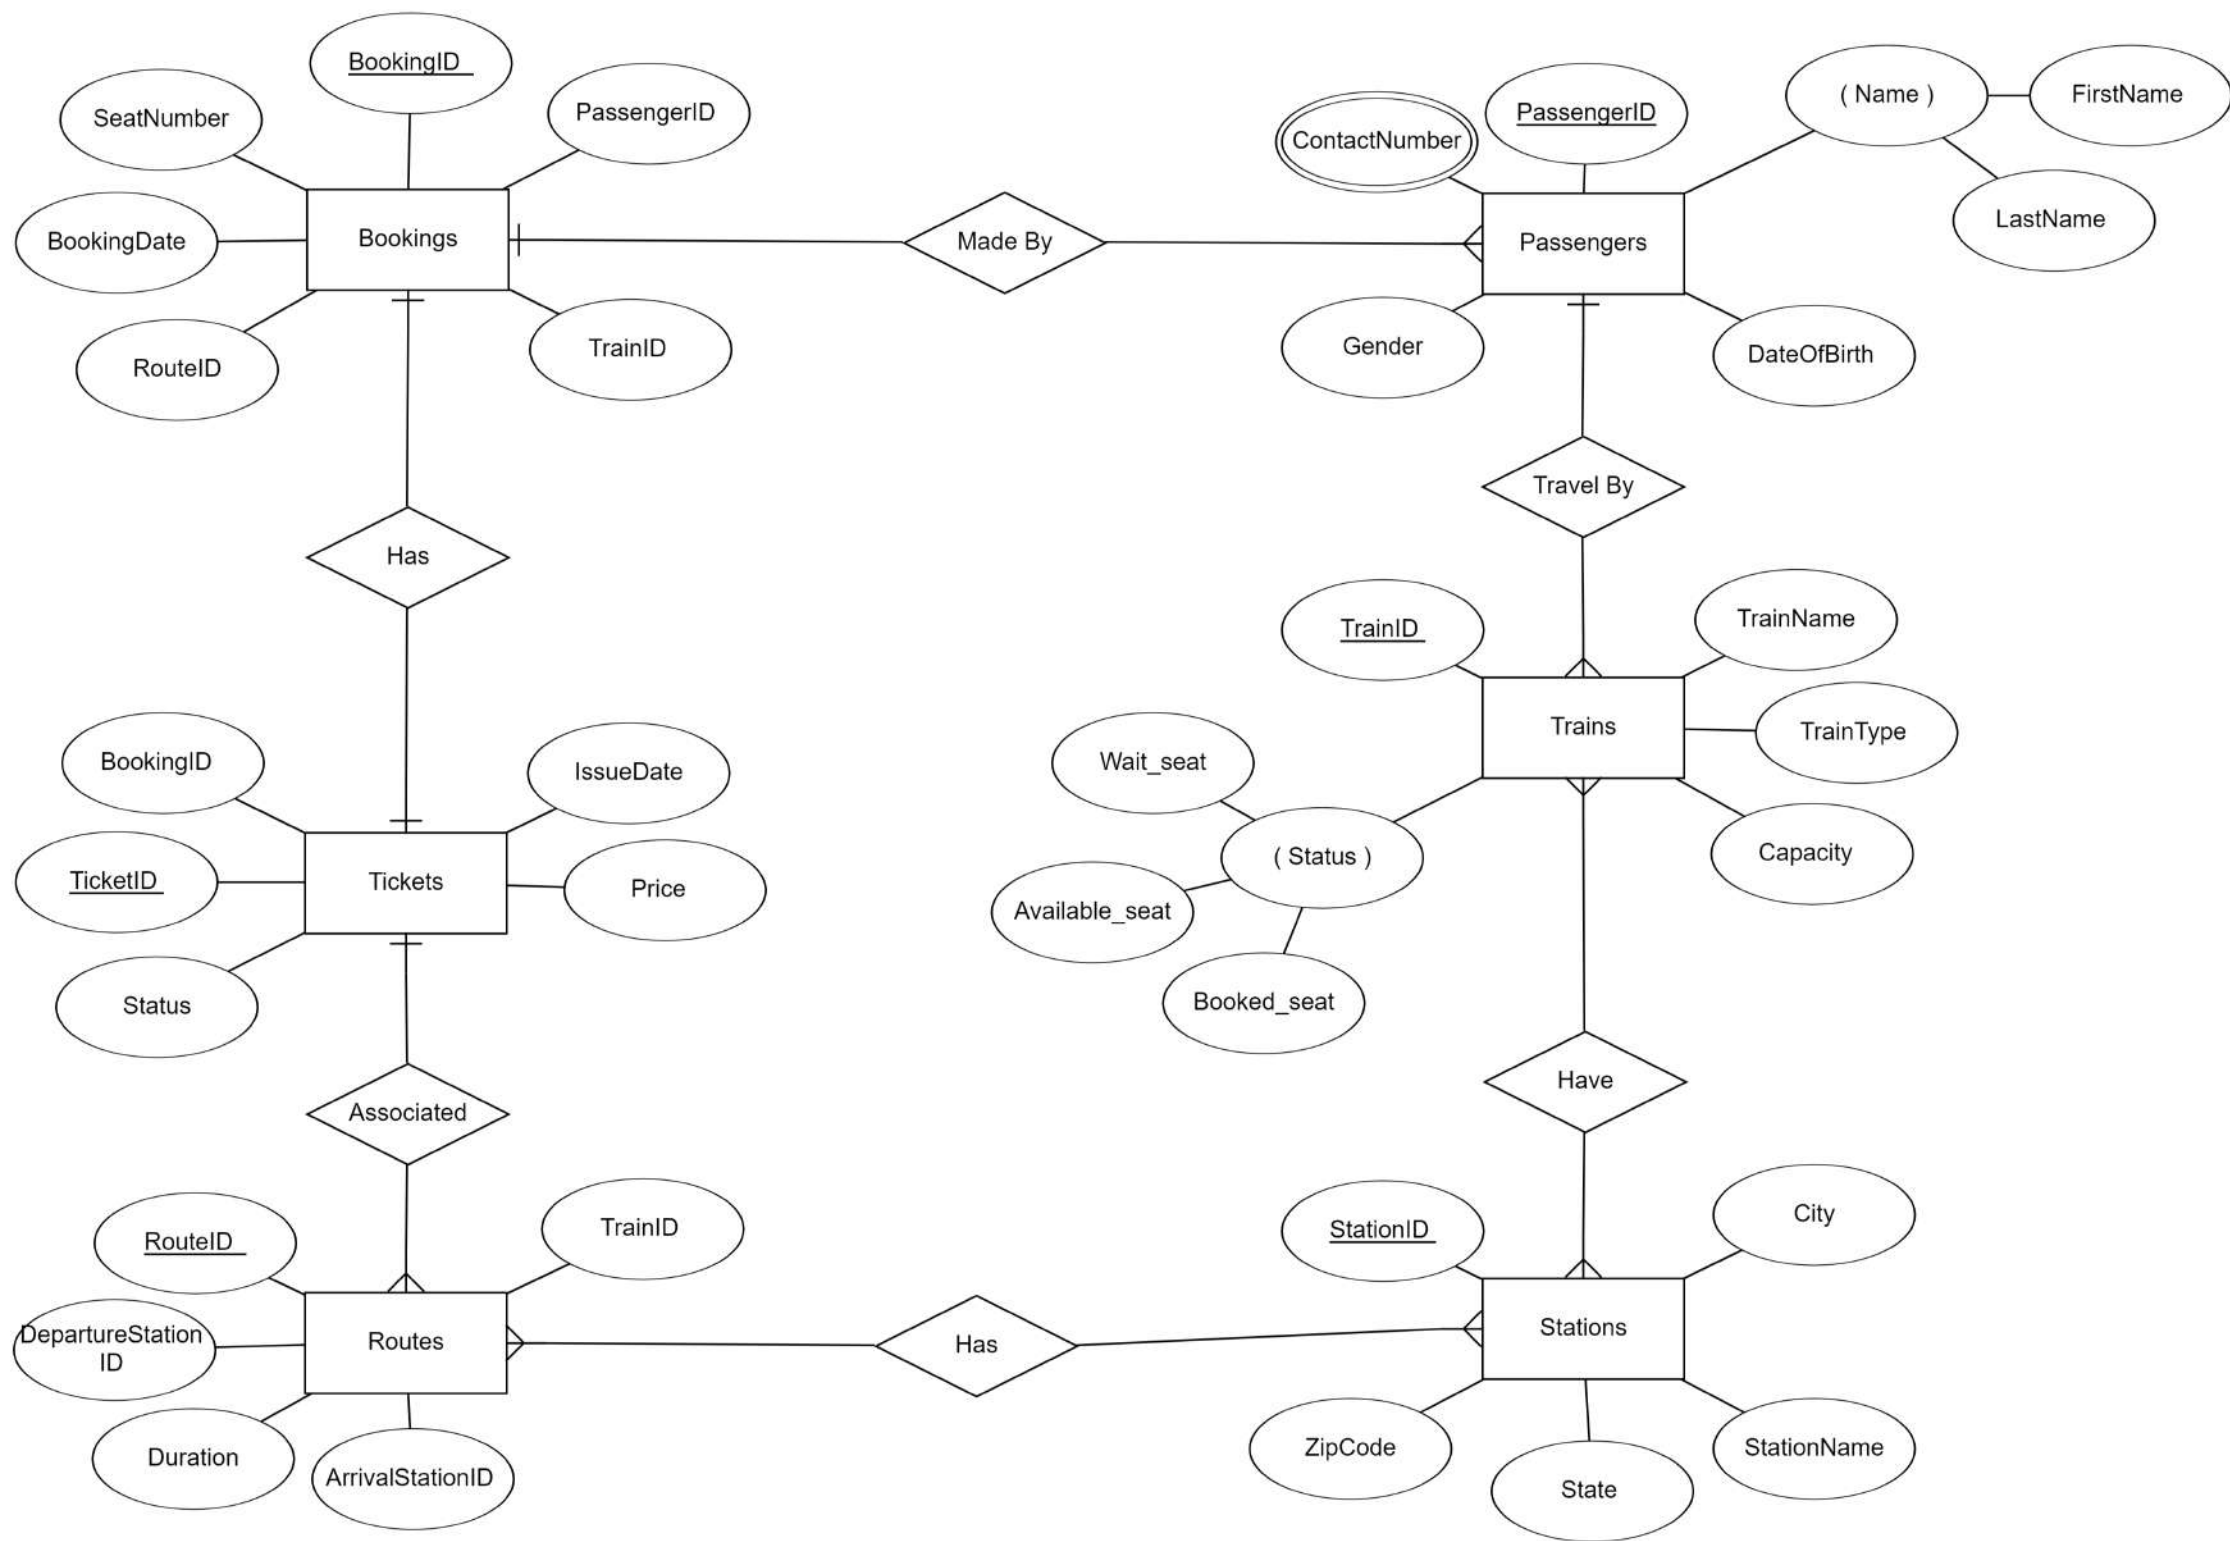 BookingID
SeatNumber
PassengerID
BookingDate
Bookings
RouteID
TrainID
Made By
ContactNumber
PassengerID
( Name )
FirstName
LastName
Passengers
Gender
DateOfBirth
Has
Travel By
TrainID
TrainName
Trains
TrainType
Capacity
Wait_seat
( Status )
Available_seat
Booked_seat
BookingID
IssueDate
TicketID
Tickets
Price
Status
Associated
Have
RouteID
TrainID
DepartureStation
ID
Routes
Duration
ArrivalStationID
Has
StationID
City
Stations
ZipCode
State
StationName